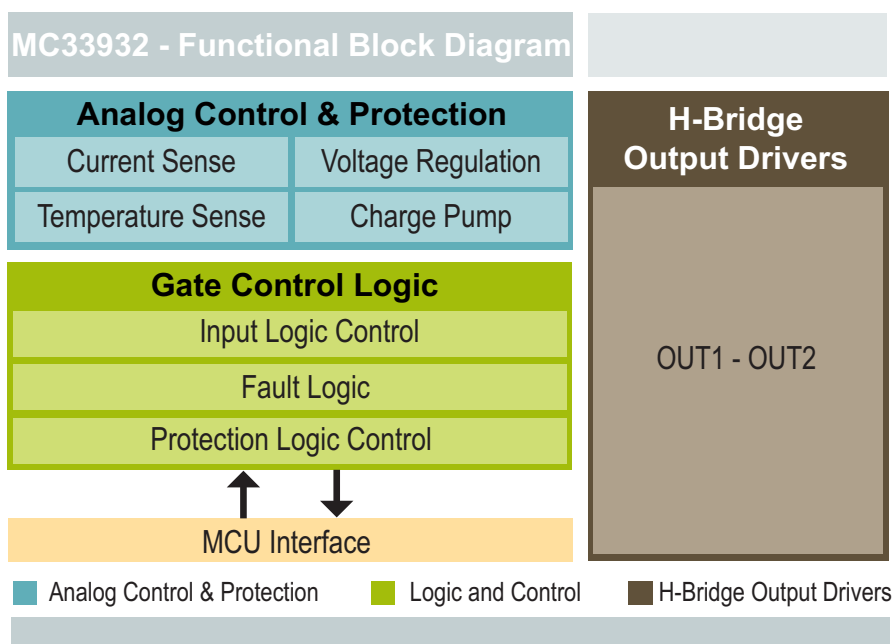 MC33932 - Functional Block Diagram
Analog Control & Protection
Current Sense
Voltage Regulation
Temperature Sense
Charge Pump
Gate Control Logic
Input Logic Control
Fault Logic
Protection Logic Control
MCU Interface
H-Bridge
Output Drivers
OUT1 - OUT2
Analog Control & Protection
Logic and Control
H-Bridge Output Drivers